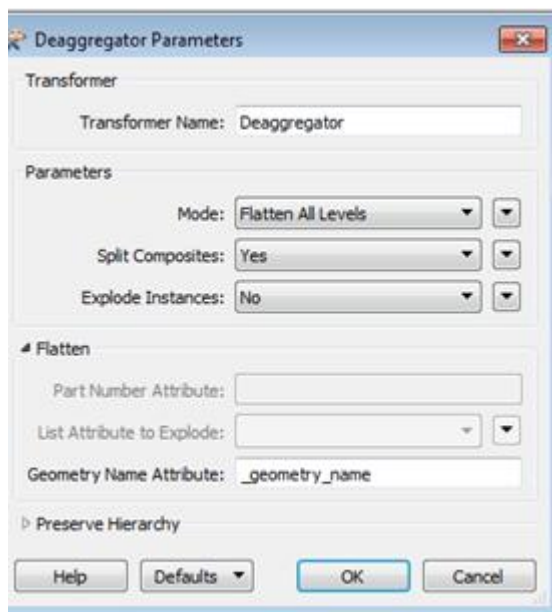 Deaggregator Parameters
Transformer
Transformer Name: Deaggregator
Parameters
Mode: Flatten All Levels
Split Composites: Yes
Explode Instances: No
Flatten
Part Number Attribute:
List Attribute to Explode:
Geometry Name Attribute: _geometry_name
Preserve Hierarchy
Help Defaults OK Cancel